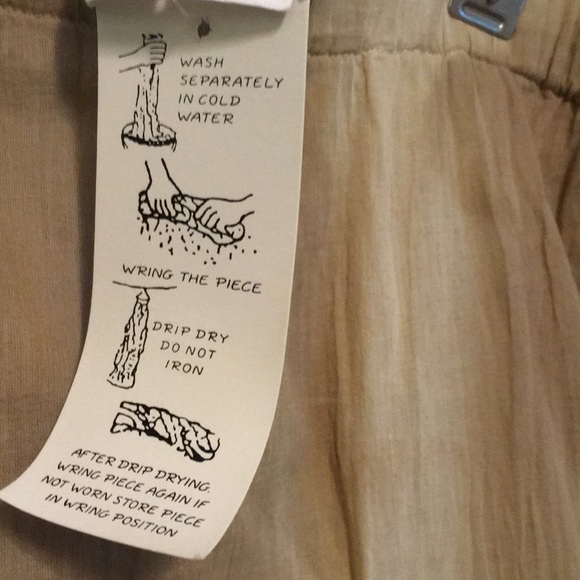 WASH
SEPARATELY
IN COLD
WATER
WRING THE PIECE
DRIP DRY
DO NOT
IRON
AFTER DRIP DRYING.
WRING PIECE AGAIN IF
NOT WORN STORE PIECE
IN WRING POSITION